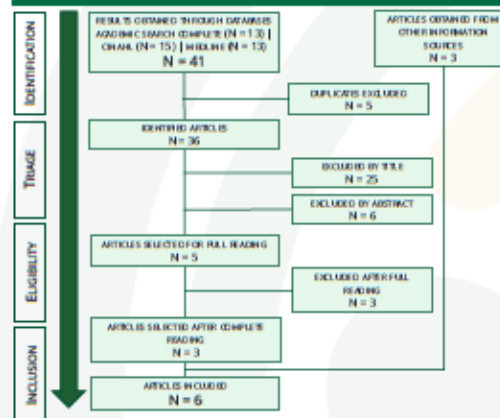 IDENTIFICATION
RESULTS OBTAINED THROUGH DATABASES
ACADEMIC SEARCH COMPLETE (N = 13) |
CINAHL (N = 15) | MEDLINE (N = 13)
N = 41
ARTICLES OBTAINED FROM
OTHER INFORMATION
SOURCES
N = 3
DUPLICATES EXCLUDED
N = 5
TRIAGE
IDENTIFIED ARTICLES
N = 36
EXCLUDED BY TITLE
N = 25
EXCLUDED BY ABSTRACT
N = 6
ELIGIBILITY
ARTICLES SELECTED FOR FULL READING
N = 5
EXCLUDED AFTER FULL
READING
N = 3
INCLUSION
ARTICLES SELECTED AFTER COMPLETE
READING
N = 3
ARTICLES INCLUDED
N = 6